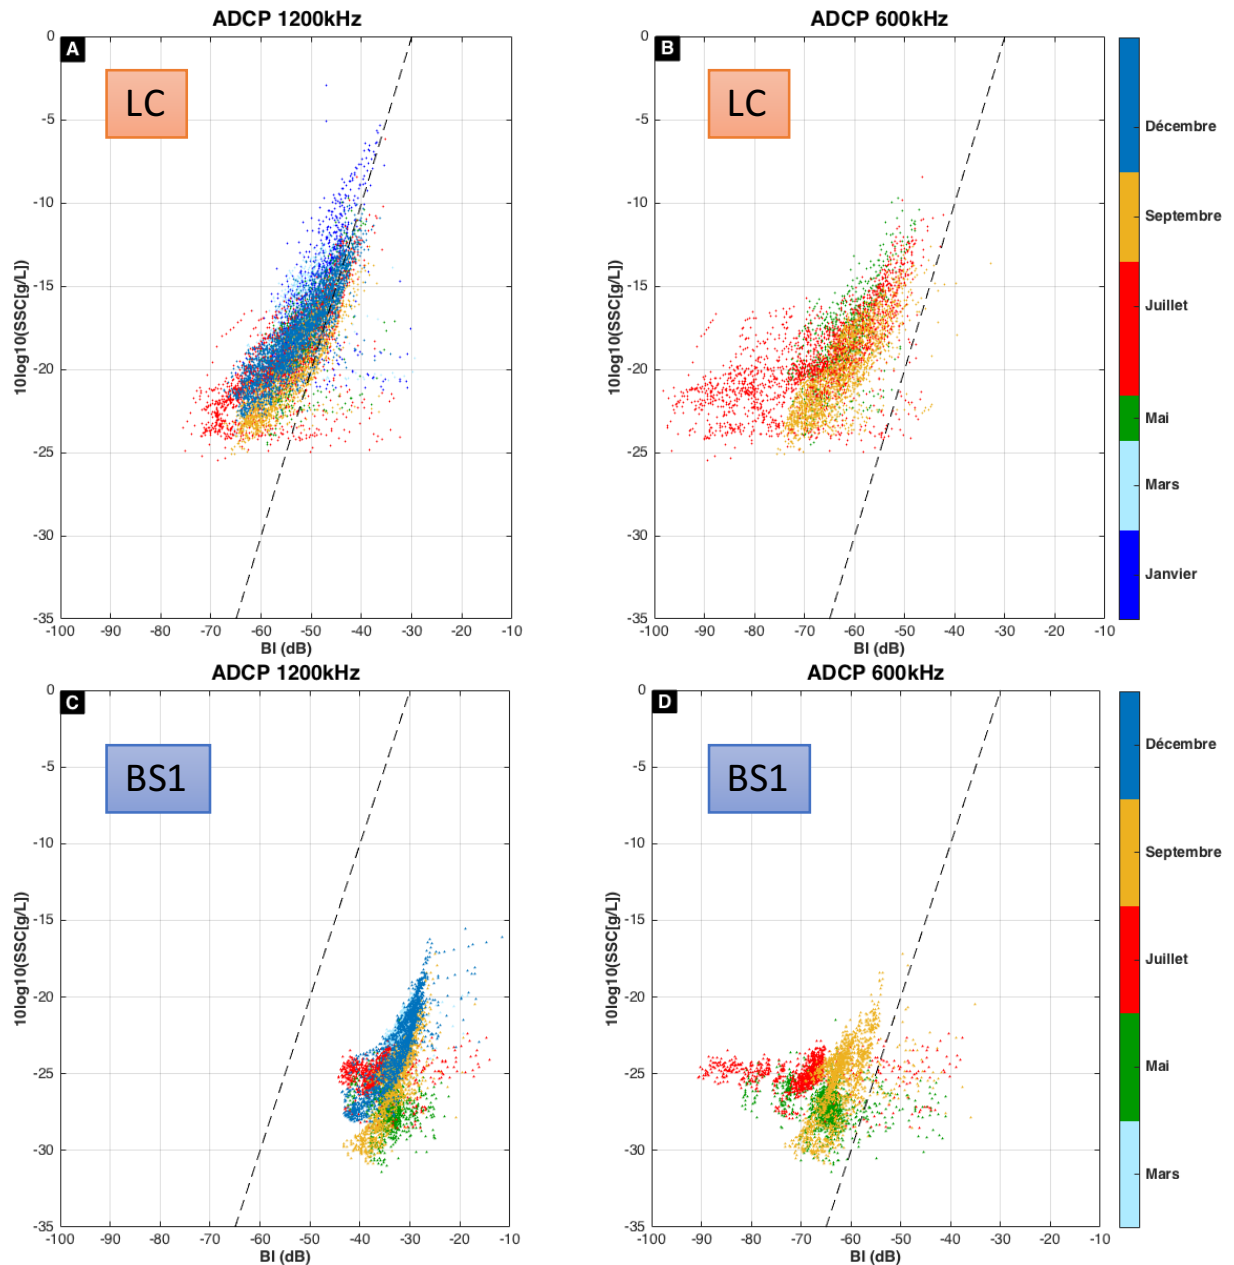 ADCP 1200kHz
A
LC
0
-5
-10
-15
-20
-25
-30
-35
10log10(SSC[g/L])
-100 -90 -80 -70 -60 -50 -40 -30 -20 -10
BI (dB)
ADCP 600kHz
B
LC
0
-5
-10
-15
-20
-25
-30
-35
10log10(SSC[g/L])
-100 -90 -80 -70 -60 -50 -40 -30 -20 -10
BI (dB)
Décembre
Septembre
Juillet
Mai
Mars
Janvier
ADCP 1200kHz
C
BS1
0
-5
-10
-15
-20
-25
-30
-35
10log10(SSC[g/L])
-100 -90 -80 -70 -60 -50 -40 -30 -20 -10
BI (dB)
ADCP 600kHz
D
BS1
0
-5
-10
-15
-20
-25
-30
-35
10log10(SSC[g/L])
-100 -90 -80 -70 -60 -50 -40 -30 -20 -10
BI (dB)
Décembre
Septembre
Juillet
Mai
Mars